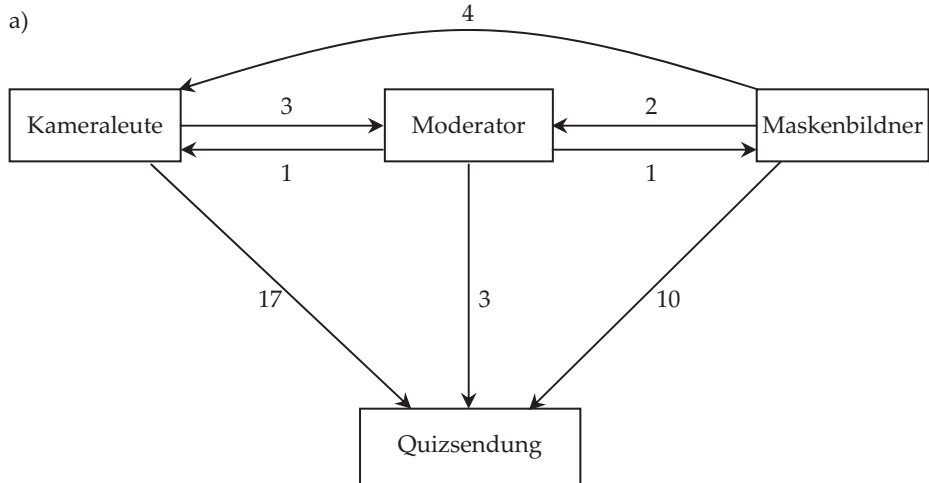 a)
4
Kameraleute
3
Moderator
2
Maskenbildner
1
1
17
3
10
Quizsendung